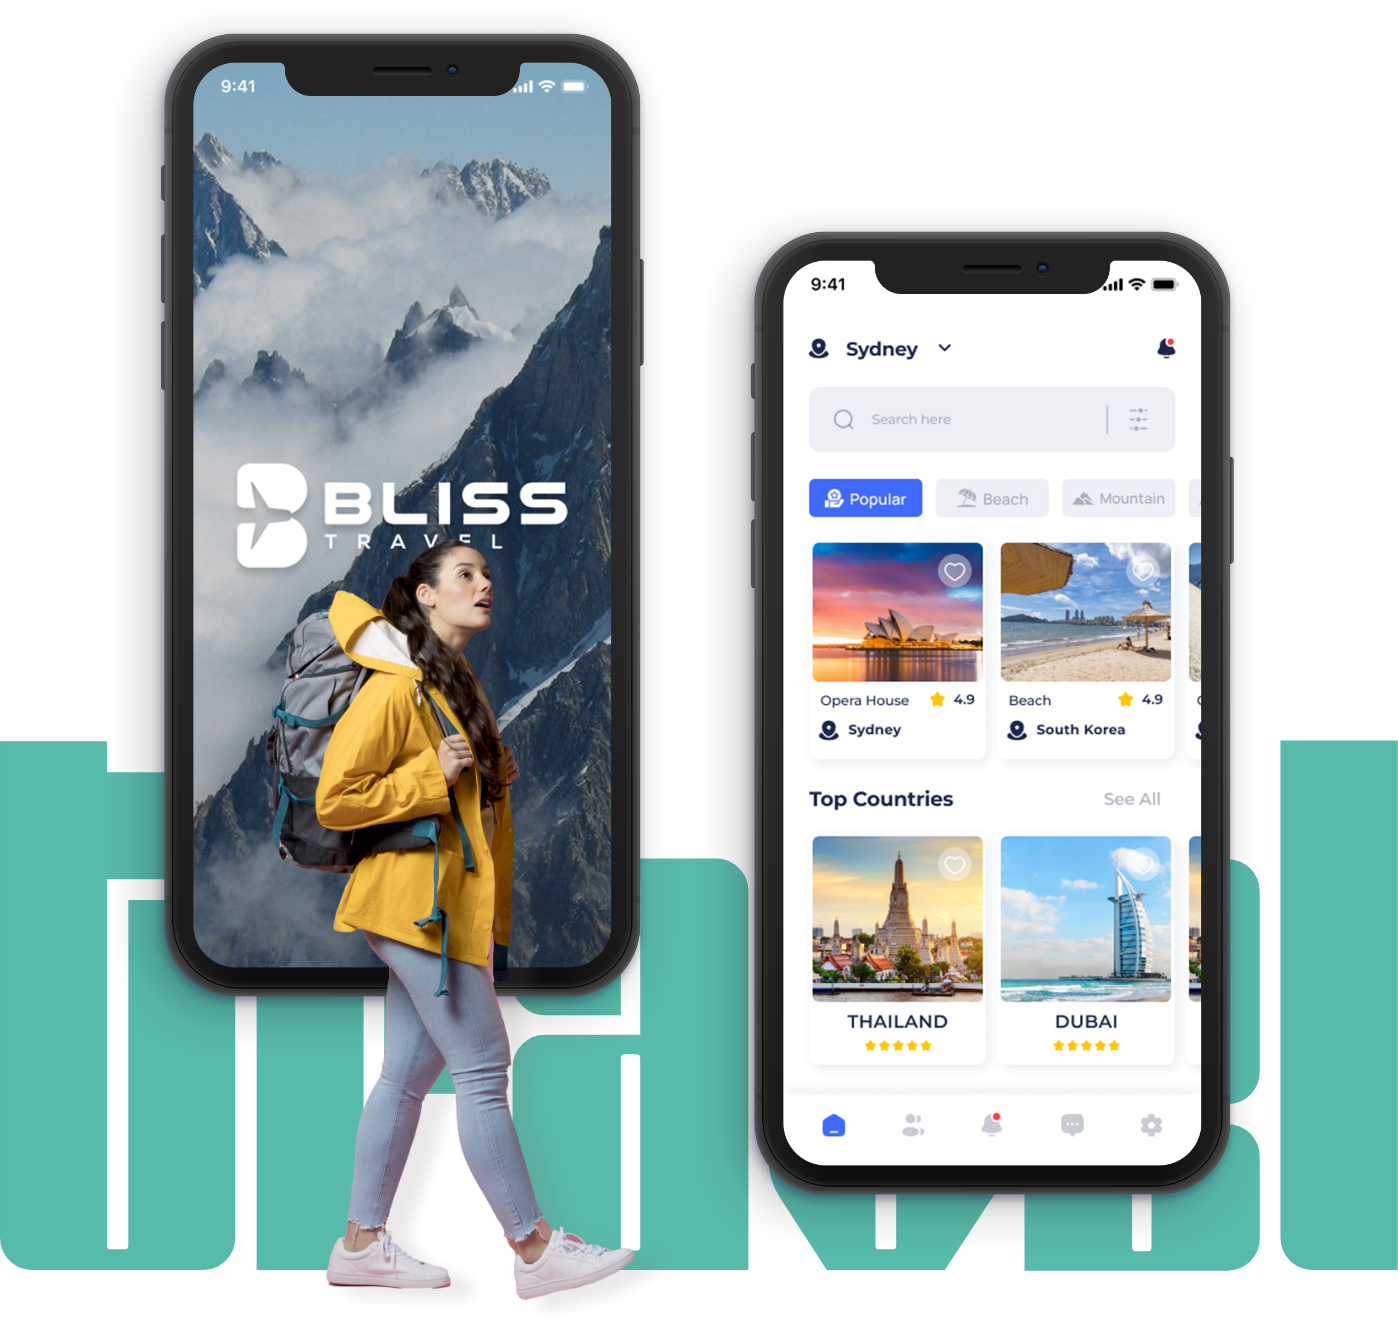 9:41
BLISS
TRAVEL
9:41
Sydney
Search here
Popular
Beach
Mountain
Opera House
4.9
Sydney
Beach
4.9
South Korea
Top Countries
See All
THAILAND
DUBAI
travel